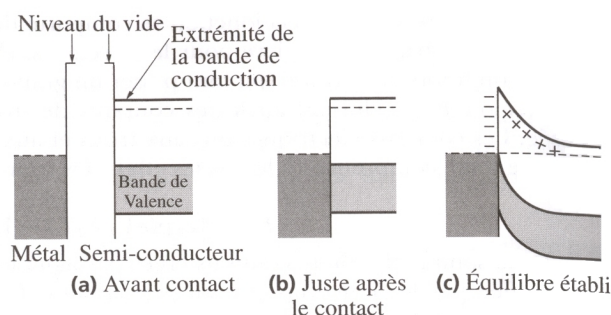 Niveau du vide
Extrémité de
la bande de
conduction
Bande de
Valence
Métal Semi-conducteur
(a) Avant contact
(b) Juste après
le contact
(c) Équilibre établi